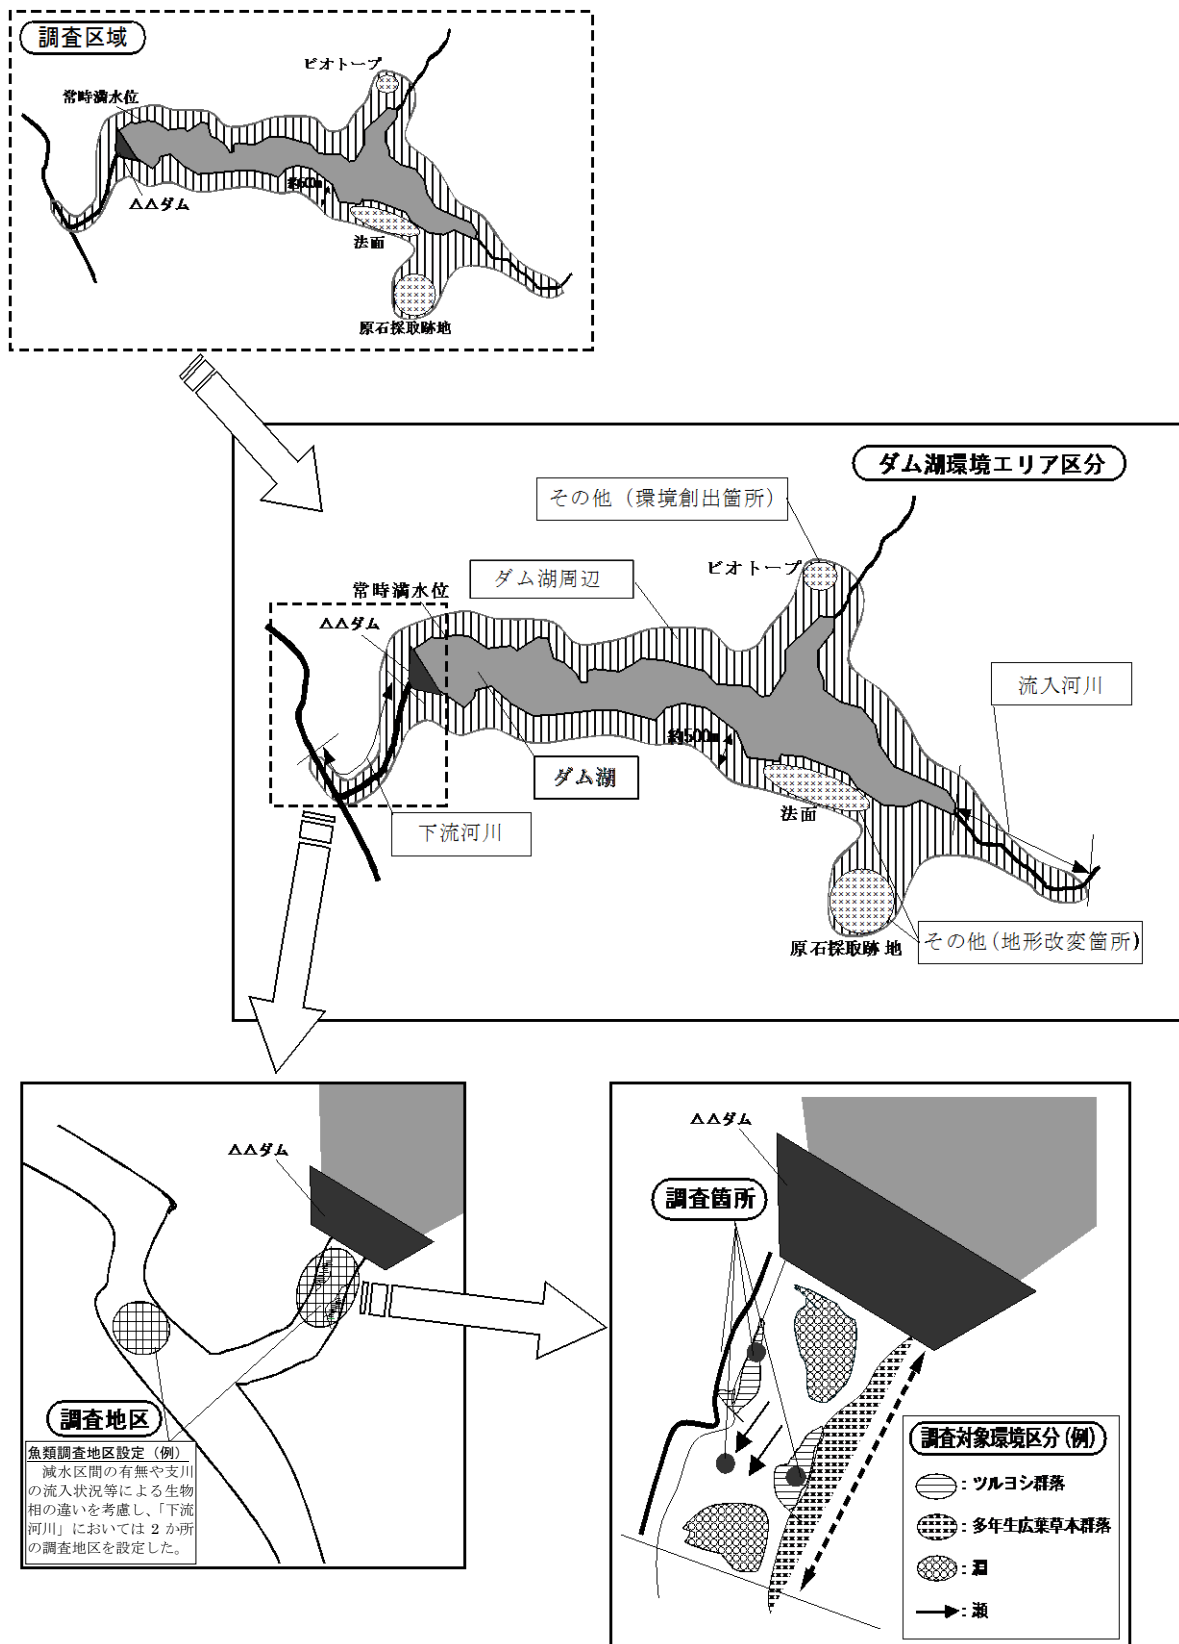 調査区域
ビオトープ
常時満水位
約500m
△△ダム
法面
原石採取跡地
ダム湖環境エリア区分
その他（環境創出箇所）
ビオトープ
ダム湖周辺
常時満水位
△△ダム
流入河川
約500m
ダム湖
法面
下流河川
その他(地形改変箇所)
原石採取跡地
△△ダム
調査地区
魚類調査地区設定（例）
減水区間の有無や支川
の流入状況等による生物
相の違いを考慮し、「下流
河川」においては 2 か所
の調査地区を設定した。
△△ダム
調査箇所
調査対象環境区分(例)
：ツルヨシ群落
：多年生広葉草本群落
：淵
：瀬